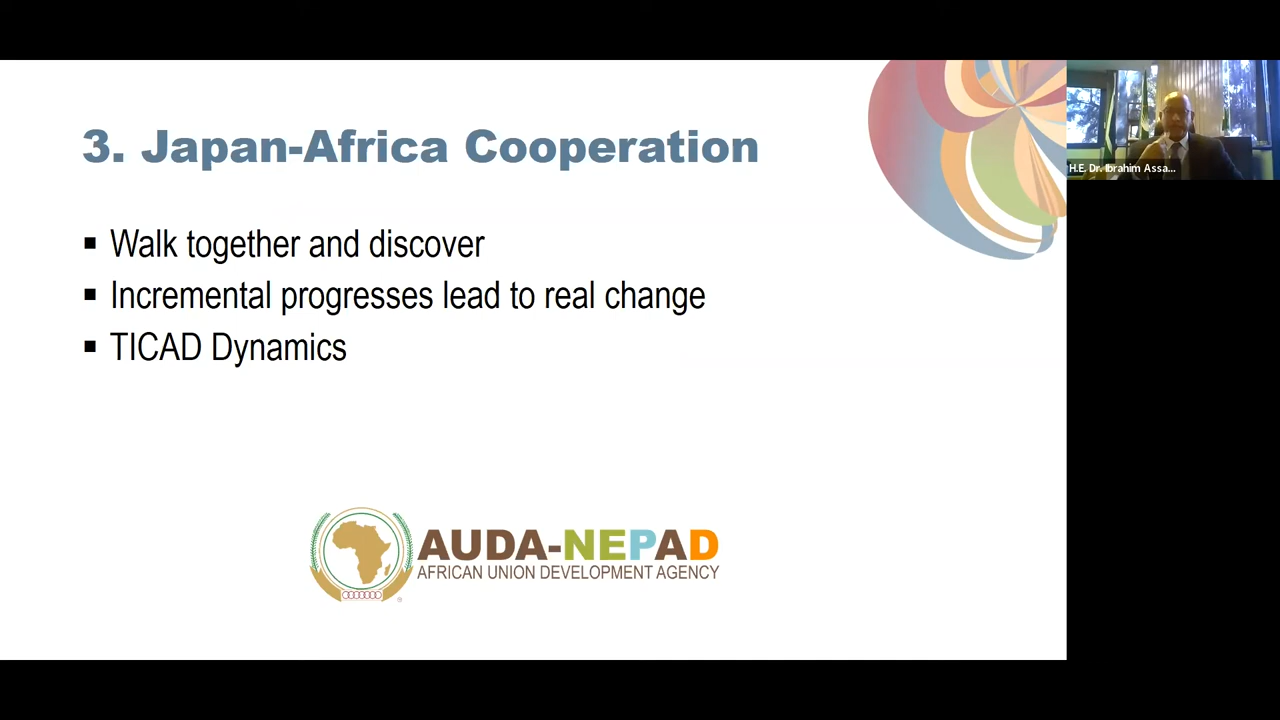 3. Japan-Africa Cooperation
H.E. Dr. Ibrahim Assa...
▪ Walk together and discover
▪ Incremental progresses lead to real change
▪ TICAD Dynamics
AUDA-NEPAD
AFRICAN UNION DEVELOPMENT AGENCY